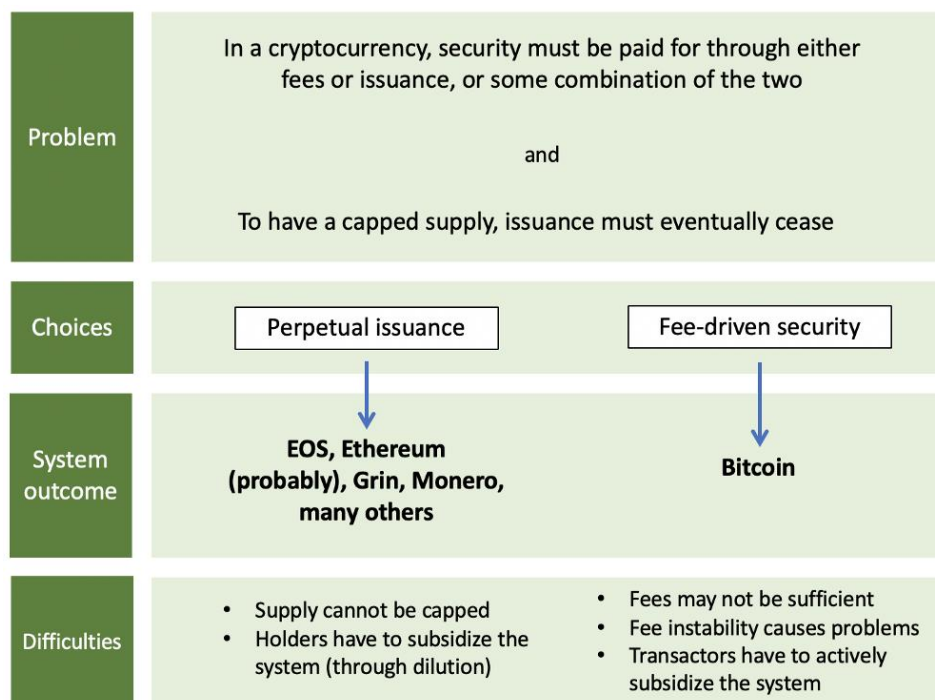 Problem
In a cryptocurrency, security must be paid for through either
fees or issuance, or some combination of the two
and
To have a capped supply, issuance must eventually cease
Choices
Perpetual issuance
Fee-driven security
System
outcome
EOS, Ethereum
(probably), Grin, Monero,
many others
Bitcoin
Difficulties
• Supply cannot be capped
• Holders have to subsidize the
system (through dilution)
• Fees may not be sufficient
• Fee instability causes problems
• Transactors have to actively
subsidize the system